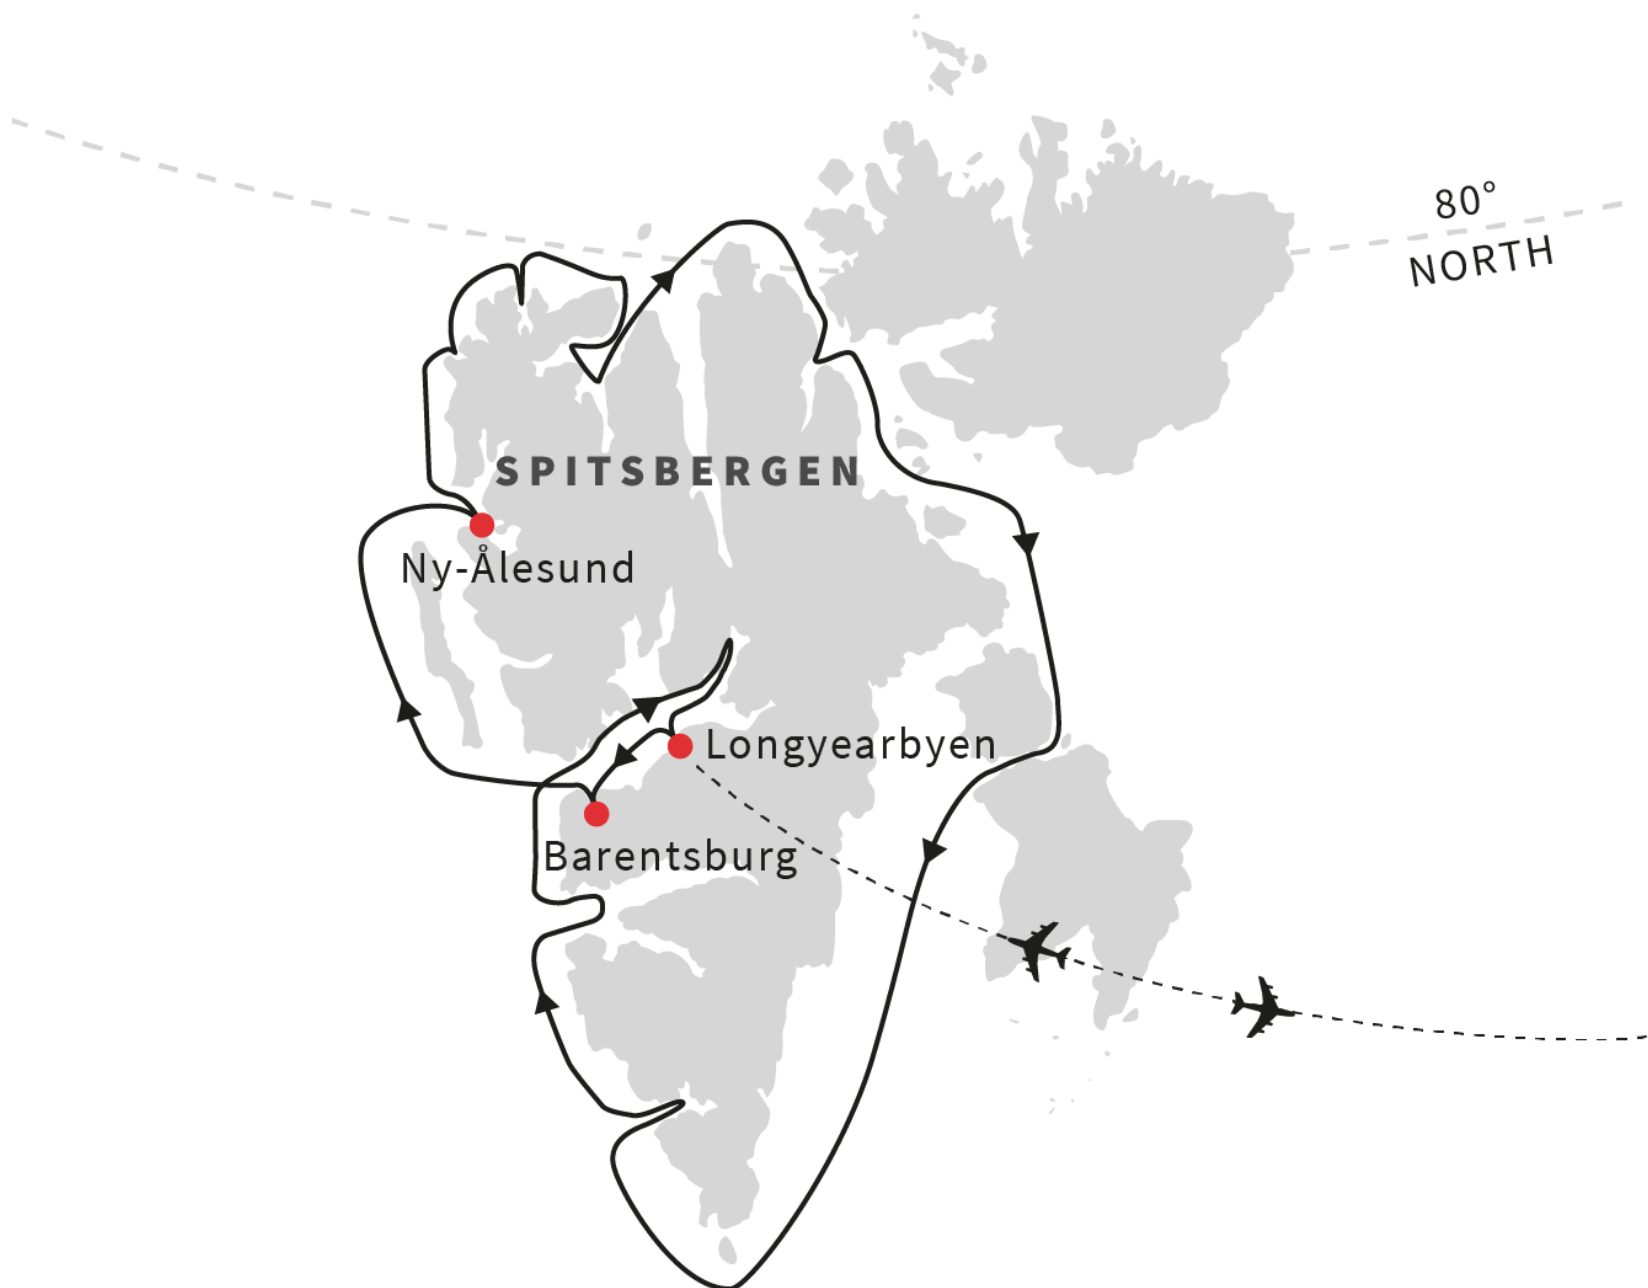 80°
NORTH
SPITSBERGEN
Ny-Ålesund
Longyearbyen
Barentsburg